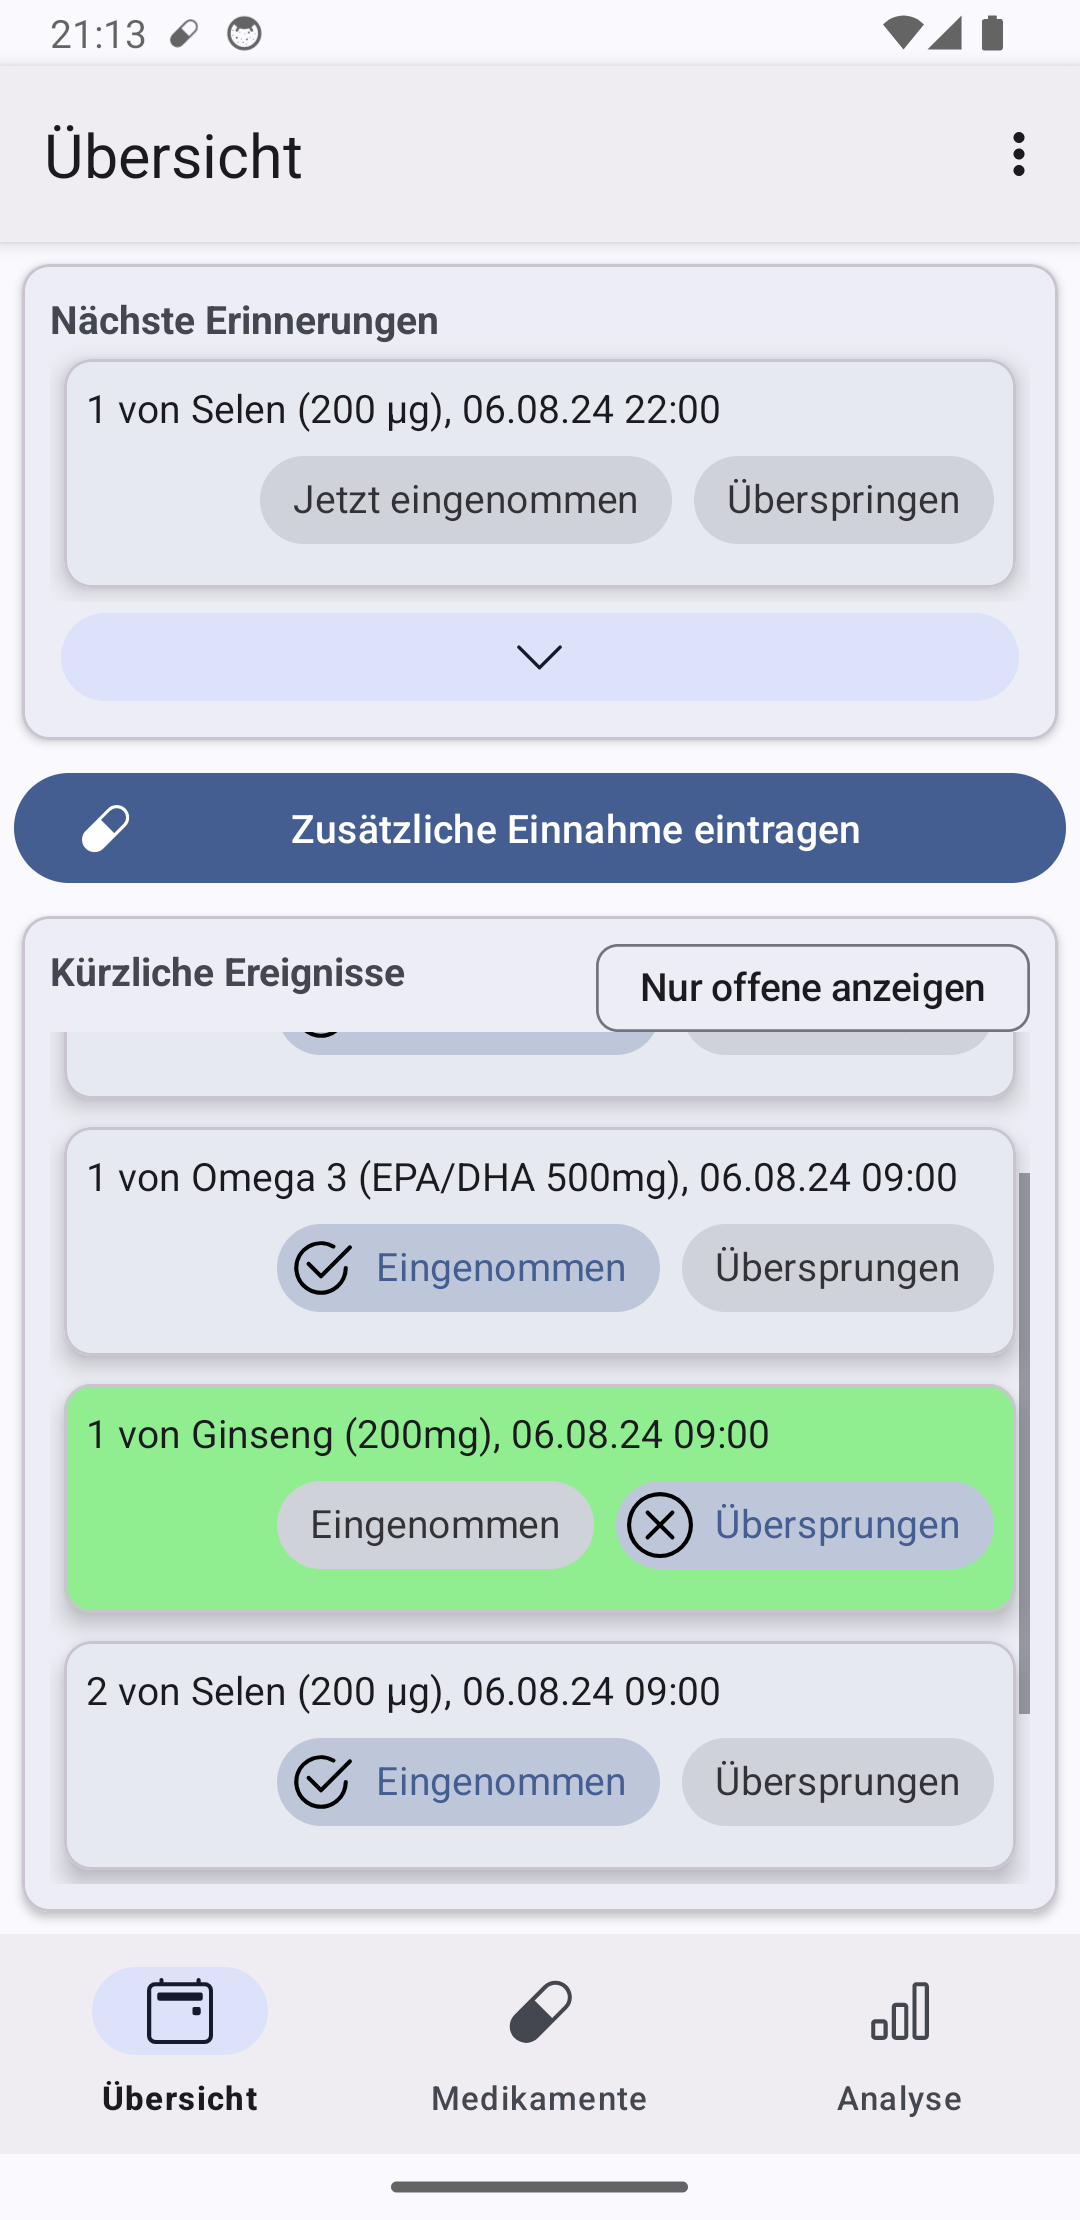 21:13
Übersicht
Nächste Erinnerungen
1 von Selen (200 µg), 06.08.24 22:00
Jetzt eingenommen Überspringen
Zusätzliche Einnahme eintragen
Kürzliche Ereignisse
Nur offene anzeigen
1 von Omega 3 (EPA/DHA 500mg), 06.08.24 09:00
Eingenommen Übersprungen
1 von Ginseng (200mg), 06.08.24 09:00
Eingenommen Übersprungen
2 von Selen (200 µg), 06.08.24 09:00
Eingenommen Übersprungen
Übersicht Medikamente Analyse